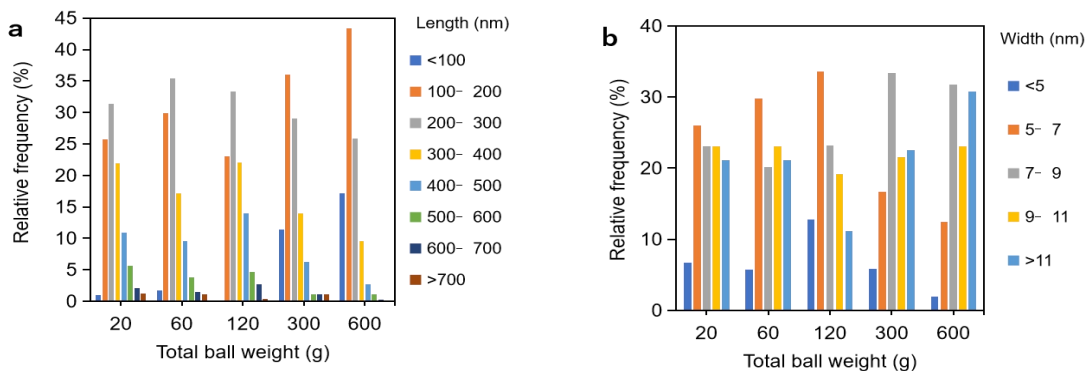 a
Relative frequency (%)
45
40
35
30
25
20
15
10
5
0
20 60 120 300 600
Total ball weight (g)
Length (nm)
<100
100– 200
200– 300
300– 400
400– 500
500– 600
600– 700
>700
b
Relative frequency (%)
40
30
20
10
0
20 60 120 300 600
Total ball weight (g)
Width (nm)
<5
5- 7
7– 9
9- 11
>11